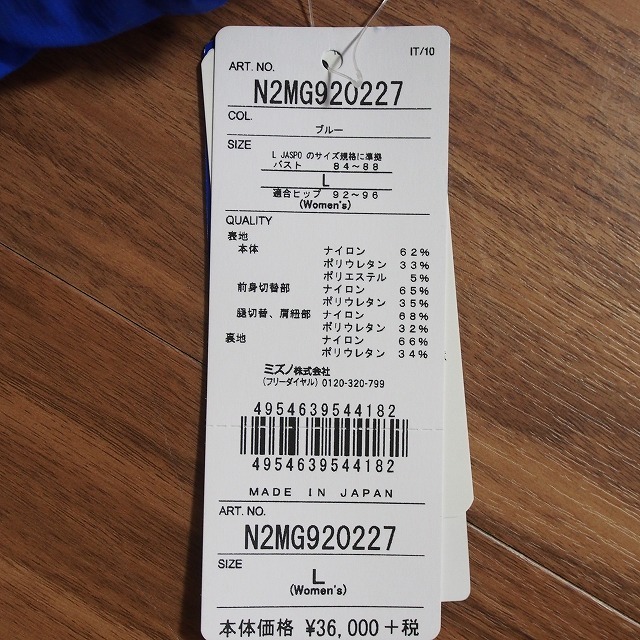 IT/10
ART. NO.
N2MG920227
COL.
ブルー
SIZE
L JASPO のサイズ規格に準拠
バスト 84～88
L
適合ヒップ 92～96
(Women's)
QUALITY
表地
本体 ナイロン 62%
ポリウレタン 33%
ポリエステル 5%
前身切替部 ナイロン 65%
ポリウレタン 35%
腿切替、肩紐部 ナイロン 68%
ポリウレタン 32%
裏地 ナイロン 66%
ポリウレタン 34%
ミズノ株式会社
(フリーダイヤル) 0120-320-799
4954639544182
4954639544182
MADE IN JAPAN
ART. NO.
N2MG920227
SIZE
L
(Women's)
本体価格 ¥36,000+税